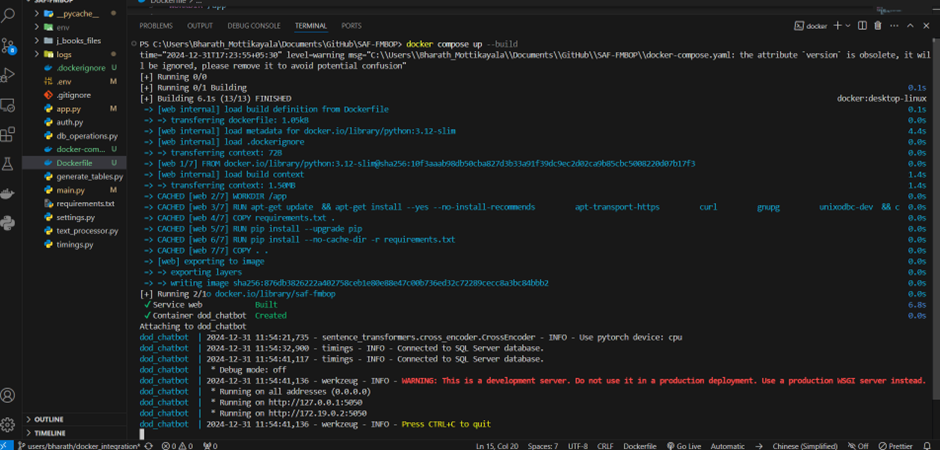 SAF-FMBOP
__pycache__
env
j_books_files
logs
.dockerignore U
.env M
.gitignore
app.py M
auth.py
db_operations.py
docker-com... U
Dockerfile U
generate_tables.py
main.py M
requirements.txt
settings.py
text_processor.py
timings.py
OUTLINE
TIMELINE
Dockerfile > ...
PROBLEMS OUTPUT DEBUG CONSOLE TERMINAL PORTS
docker
PS C:\Users\Bharath_Mottikayala\Documents\GitHub\SAF-FMBOP> docker compose up --build
time="2024-12-31T17:23:55+05:30" level=warning msg="C:\\Users\\Bharath_Mottikayala\\Documents\\GitHub\\SAF-FMBOP\\docker-compose.yaml: the attribute `version` is obsolete, it wil
l be ignored, please remove it to avoid potential confusion"
[+] Running 0/0
[+] Running 0/1 Building 0.1s
[+] Building 6.1s (13/13) FINISHED docker:desktop-linux
=> [web internal] load build definition from Dockerfile 0.1s
=> => transferring dockerfile: 1.05kB 0.0s
=> [web internal] load metadata for docker.io/library/python:3.12-slim 4.4s
=> [web internal] load .dockerignore 0.0s
=> => transferring context: 72B 0.0s
=> [web 1/7] FROM docker.io/library/python:3.12-slim@sha256:10f3aaab98db50cba827d3b33a91f39dc9ec2d02ca9b85cbc5008220d07b17f3 0.0s
=> [web internal] load build context 1.4s
=> => transferring context: 1.50MB 1.4s
=> CACHED [web 2/7] WORKDIR /app 0.0s
=> CACHED [web 3/7] RUN apt-get update && apt-get install --yes --no-install-recommends apt-transport-https curl gnupg unixodbc-dev && c 0.0s
=> CACHED [web 4/7] COPY requirements.txt . 0.0s
=> CACHED [web 5/7] RUN pip install --upgrade pip 0.0s
=> CACHED [web 6/7] RUN pip install --no-cache-dir -r requirements.txt 0.0s
=> CACHED [web 7/7] COPY . . 0.0s
=> [web] exporting to image 0.0s
=> => exporting layers 0.0s
=> => writing image sha256:876db3826222a402758ceb1e80e88e47c00b736ed32c72289cecc8a3bc84bbb2 0.0s
[+] Running 2/1o docker.io/library/saf-fmbop 0.0s
✔ Service web Built 6.8s
✔ Container dod_chatbot Created 0.0s
Attaching to dod_chatbot
dod_chatbot | 2024-12-31 11:54:21,735 - sentence_transformers.cross_encoder.CrossEncoder - INFO - Use pytorch device: cpu
dod_chatbot | 2024-12-31 11:54:32,900 - timings - INFO - Connected to SQL Server database.
dod_chatbot | 2024-12-31 11:54:41,117 - timings - INFO - Connected to SQL Server database.
dod_chatbot | * Debug mode: off
dod_chatbot | 2024-12-31 11:54:41,136 - werkzeug - INFO - WARNING: This is a development server. Do not use it in a production deployment. Use a production WSGI server instead.
dod_chatbot | * Running on all addresses (0.0.0.0)
dod_chatbot | * Running on http://127.0.0.1:5050
dod_chatbot | * Running on http://172.19.0.2:5050
dod_chatbot | 2024-12-31 11:54:41,136 - werkzeug - INFO - Press CTRL+C to quit
users/bharath/docker_integration* 0 0 0 Ln 15, Col 20 Spaces: 7 UTF-8 CRLF Dockerfile Go Live Automatic Chinese (Simplified) Off Prettier